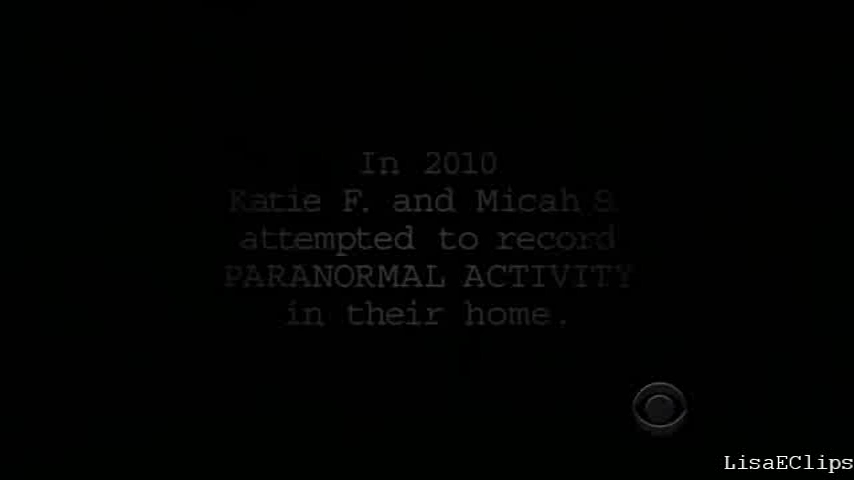 In 2010
Katie F. and Micah S.
attempted to record
PARANORMAL ACTIVITY
in their home.
LisaEClips